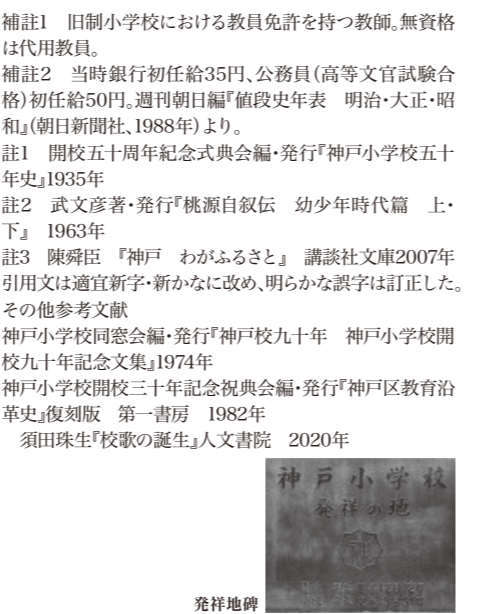 補註1　旧制小学校における教員免許を持つ教師。無資格
は代用教員。
補註2　当時銀行初任給35円、公務員(高等文官試験合
格)初任給50円。週刊朝日編『値段史年表　明治・大正・昭
和』(朝日新聞社、1988年)より。
註1　開校五十周年紀念式典会編・発行『神戸小学校五十
年史』1935年
註2　武文彦著・発行『桃源自叙伝　幼少年時代篇　上・
下』　1963年
註3　陳舜臣　『神戸　わがふるさと』　講談社文庫2007年
引用文は適宜新字・新かなに改め、明らかな誤字は訂正した。
その他参考文献
神戸小学校同窓会編・発行『神戸校九十年　神戸小学校開
校九十年記念文集』1974年
神戸小学校開校三十年記念祝典会編・発行『神戸区教育沿
革史』復刻版　第一書房　1982年
須田珠生『校歌の誕生』人文書院　2020年
神戸小学校
発祥の地
発祥地碑